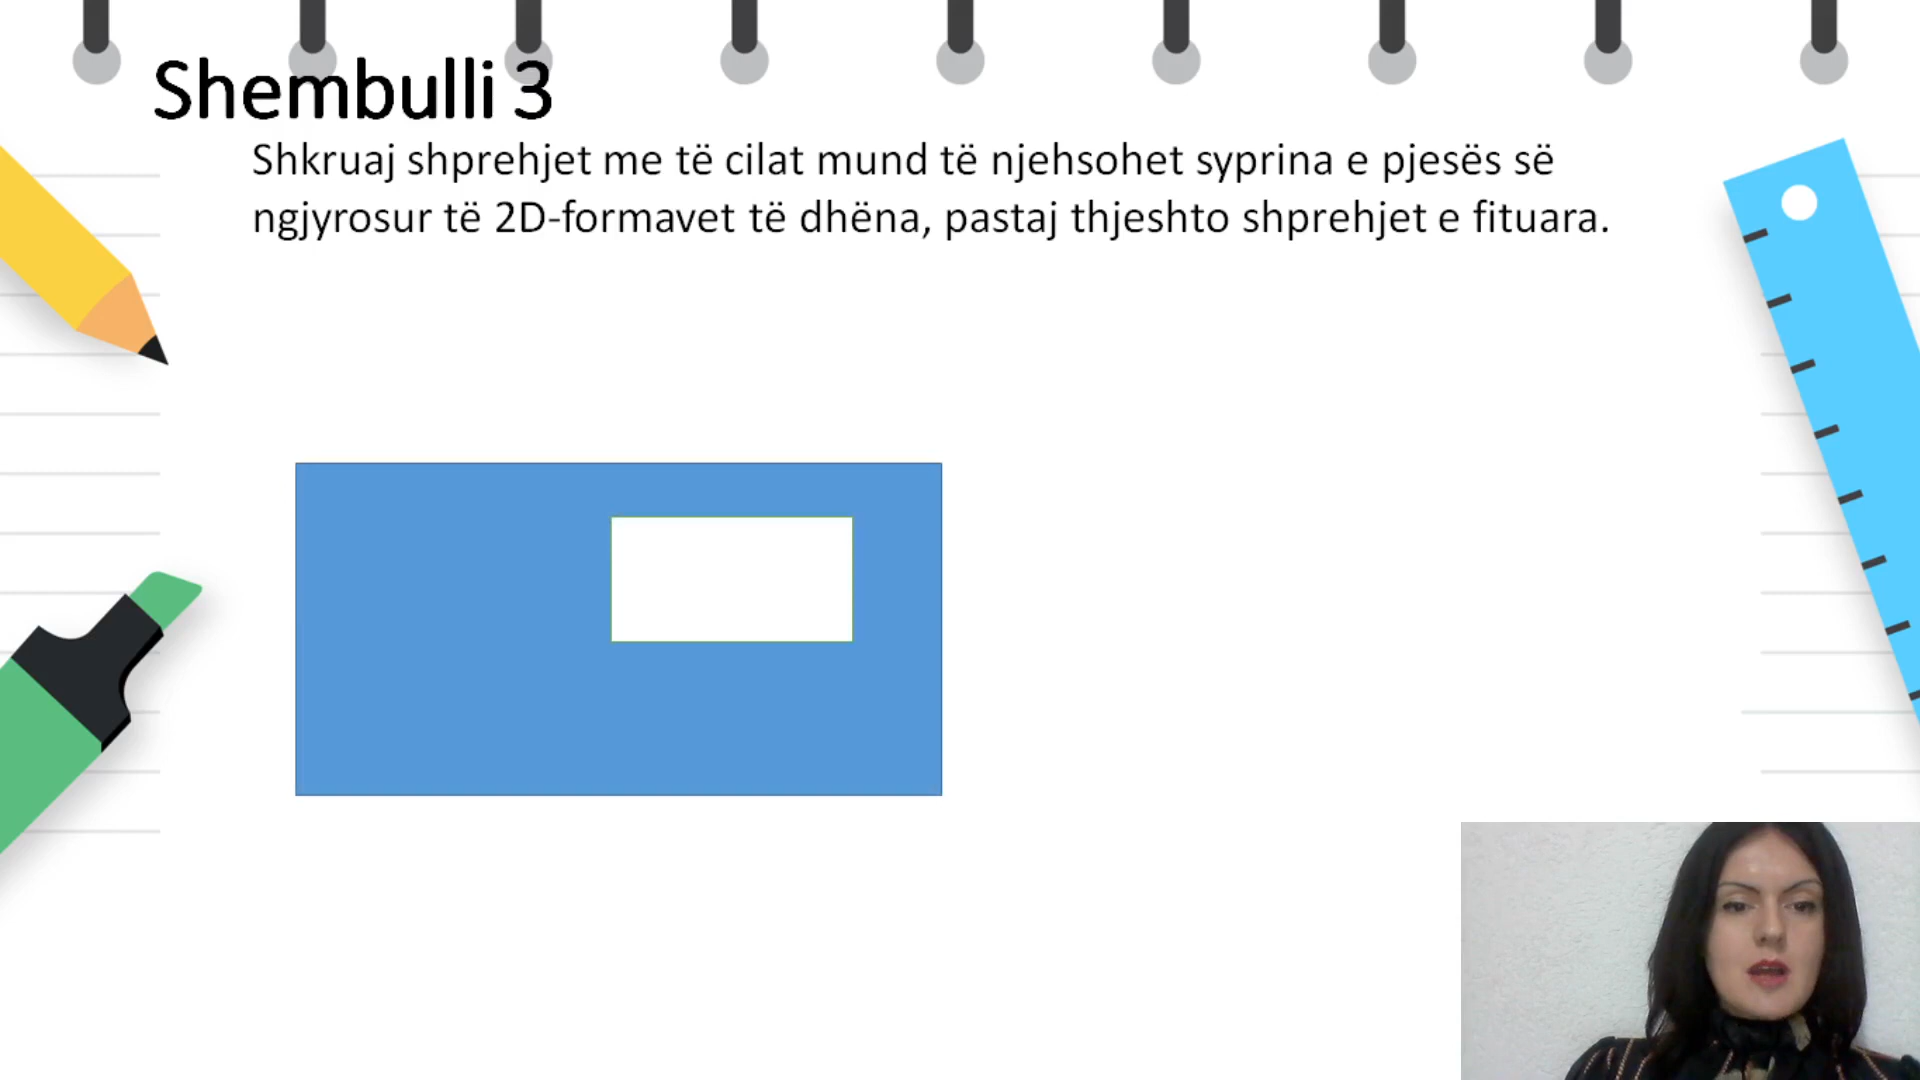 Shembulli 3
Shkruaj shprehjet me të cilat mund të njehsohet syprina e pjesës së
ngjyrosur të 2D-formavet të dhëna, pastaj thjeshto shprehjet e fituara.